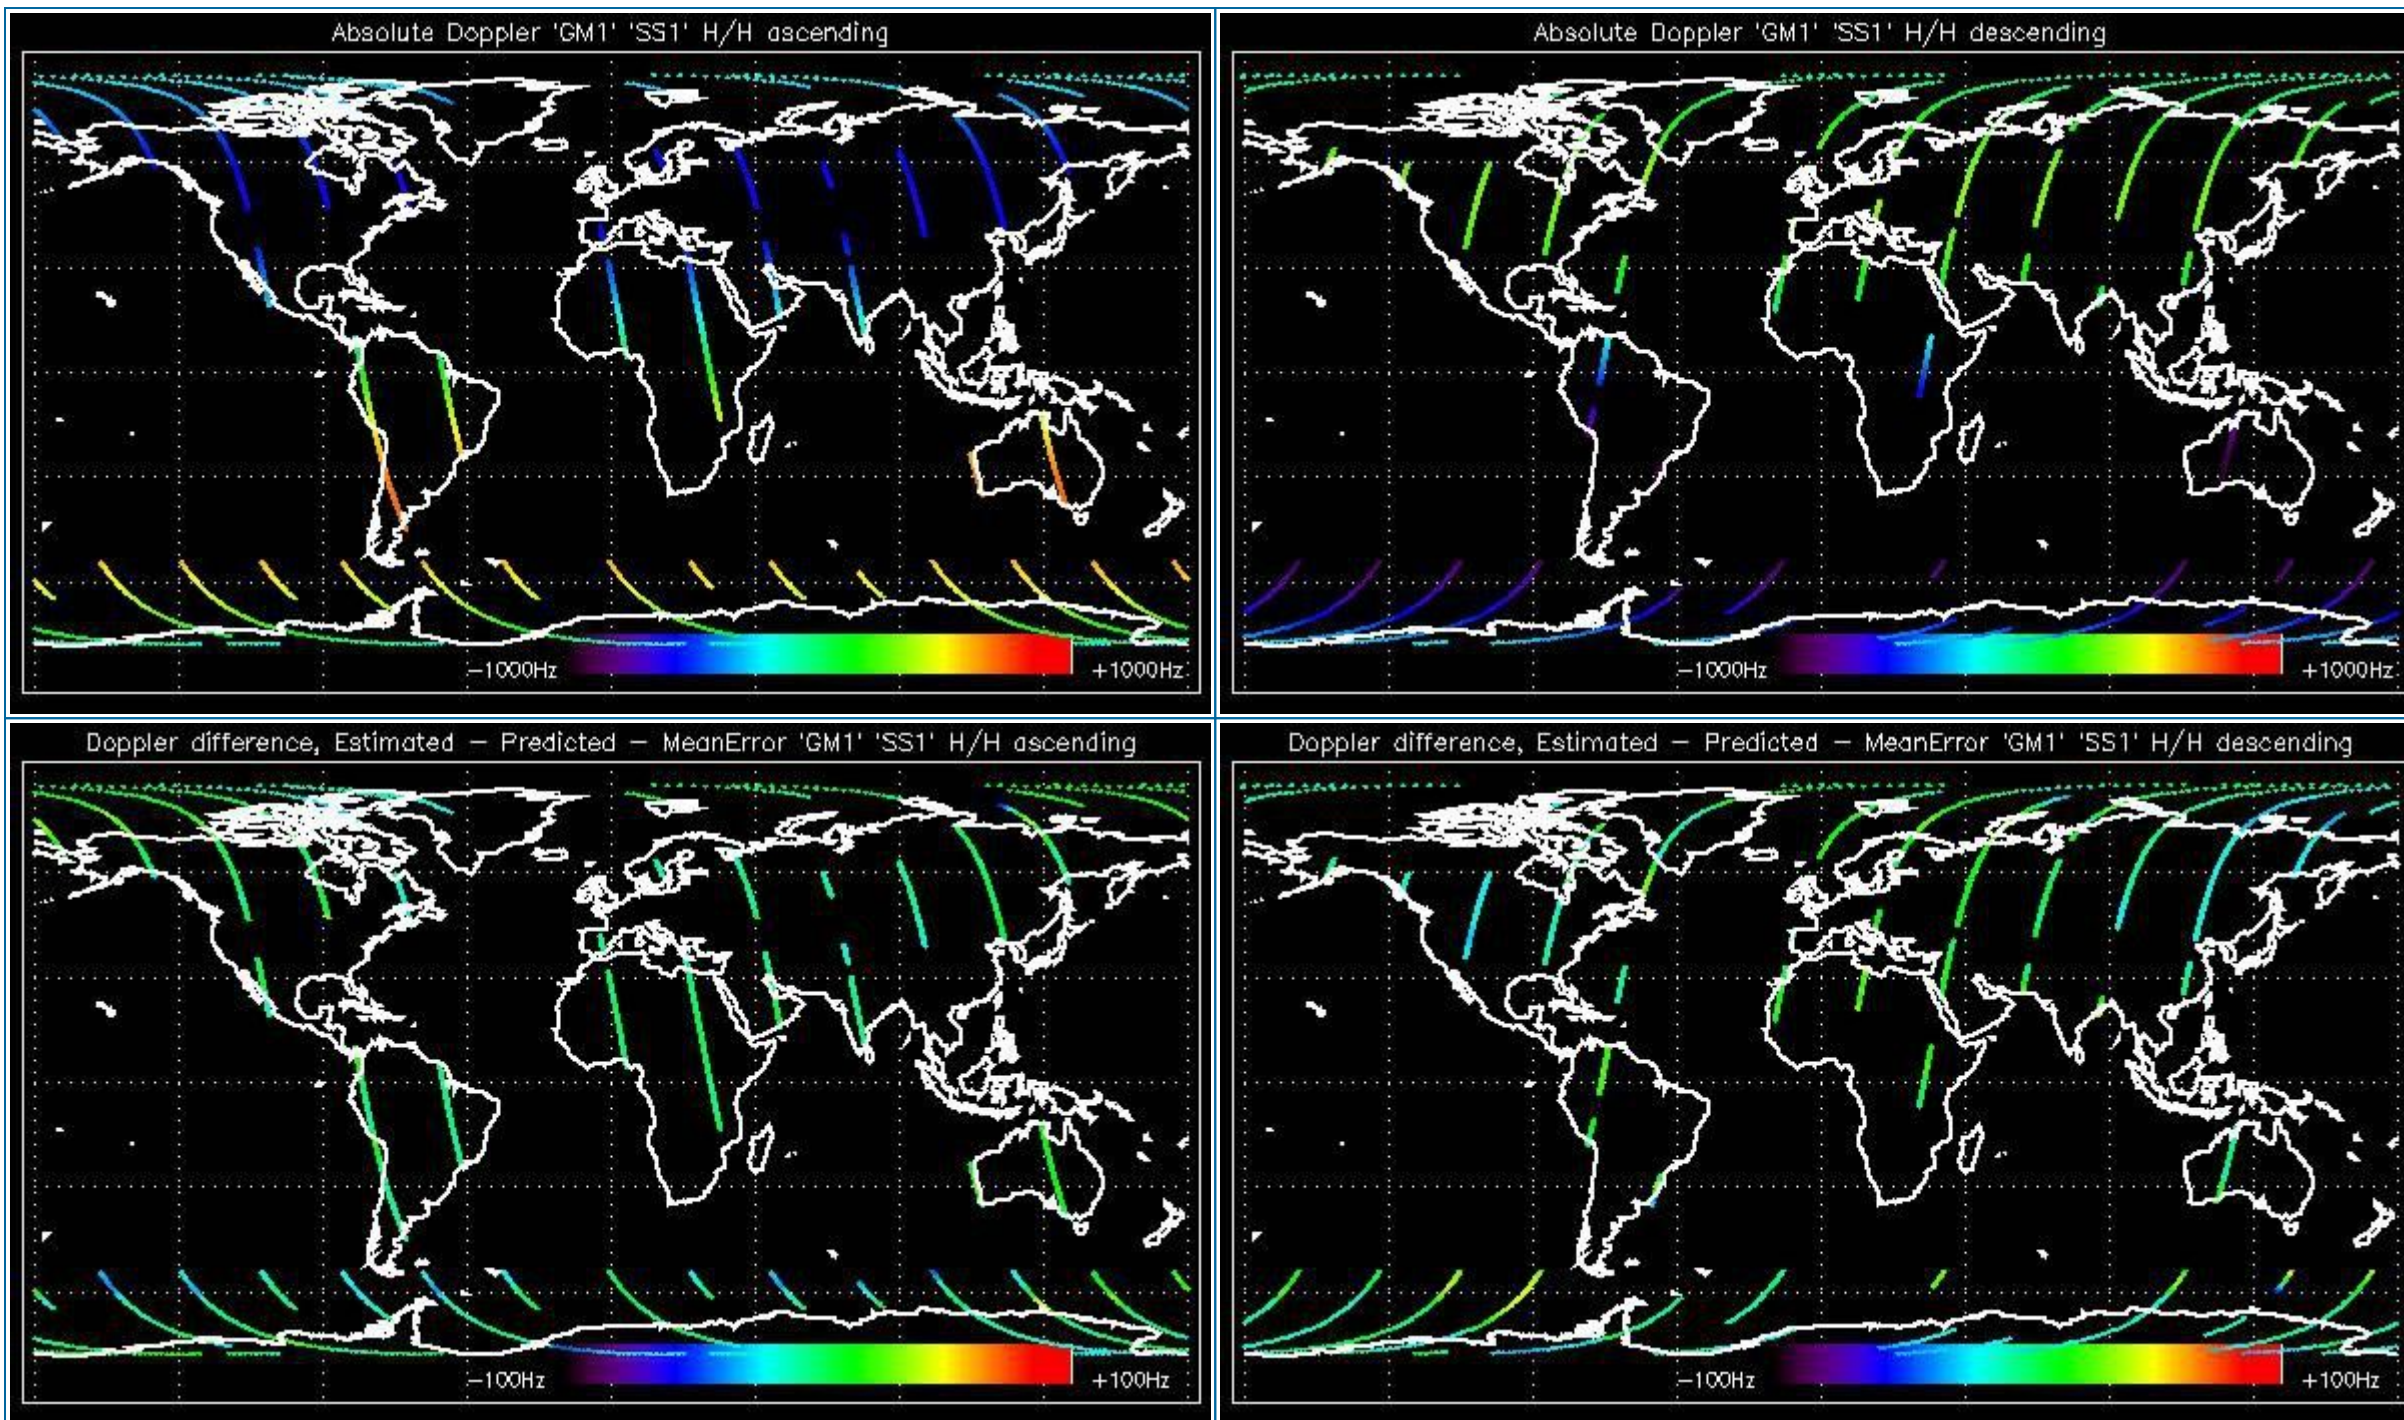 Absolute Doppler 'GM1' 'SS1' H/H ascending
−1000Hz
+1000Hz
Absolute Doppler 'GM1' 'SS1' H/H descending
−1000Hz
+1000Hz
Doppler difference, Estimated − Predicted − MeanError 'GM1' 'SS1' H/H ascending
−100Hz
+100Hz
Doppler difference, Estimated − Predicted − MeanError 'GM1' 'SS1' H/H descending
−100Hz
+100Hz